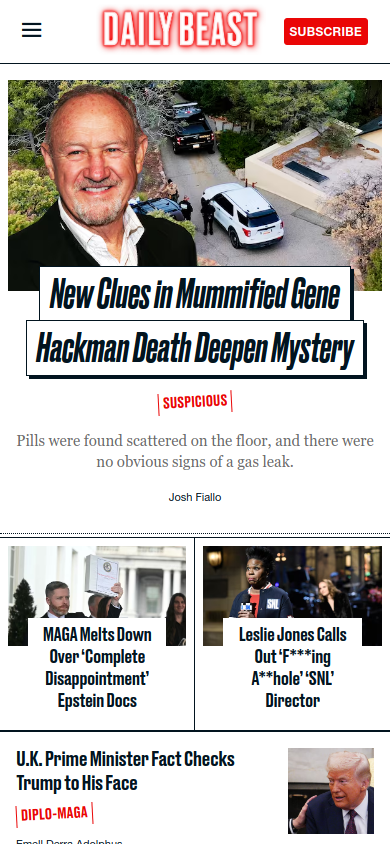 DAILY BEAST
SUBSCRIBE
New Clues in Mummified Gene
Hackman Death Deepen Mystery
SUSPICIOUS
Pills were found scattered on the floor, and there were
no obvious signs of a gas leak.
Josh Fiallo
MAGA Melts Down
Over ‘Complete
Disappointment’
Epstein Docs
SNL
Leslie Jones Calls
Out ‘F***ing
A**hole’ ‘SNL’
Director
U.K. Prime Minister Fact Checks
Trump to His Face
DIPLO-MAGA
Emell Derra Adolphus